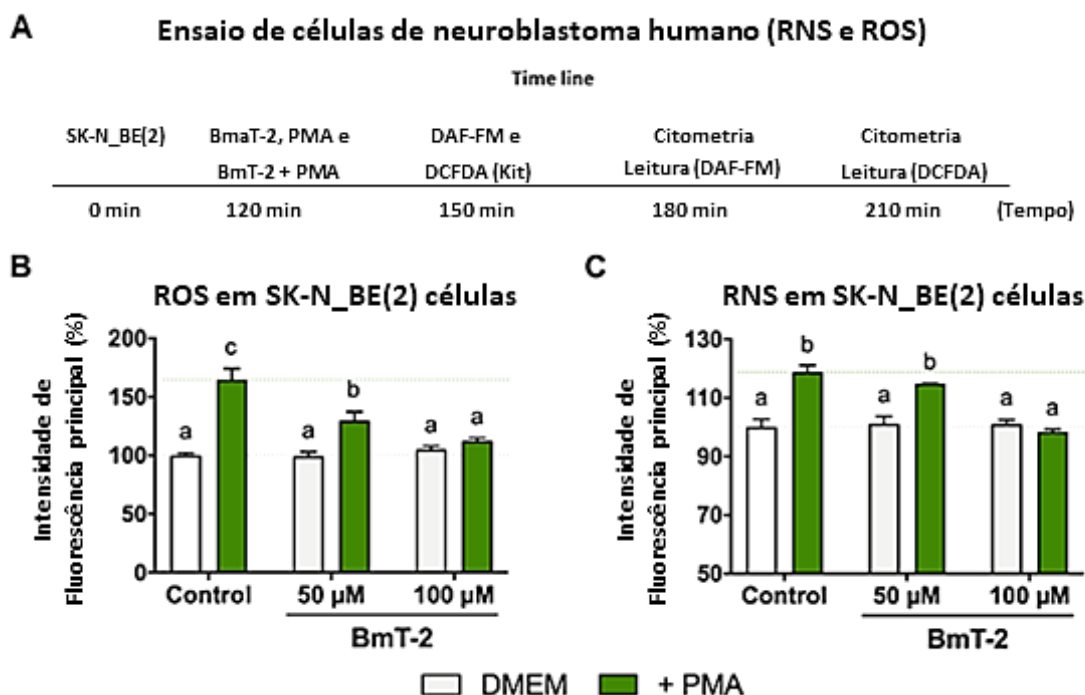 A
Ensaio de células de neuroblastoma humano (RNS e ROS)
Time line
SK-N_BE(2)
BmaT-2, PMA e
BmT-2 + PMA
DAF-FM e
DCFDA (Kit)
Citometria
Leitura (DAF-FM)
Citometria
Leitura (DCFDA)
0 min 120 min 150 min 180 min 210 min (Tempo)
B
ROS em SK-N_BE(2) células
Intensidade de
Fluorescência principal (%)
200
150
100
50
0
a c a b a a
Control 50 µM 100 µM
BmT-2
C
RNS em SK-N_BE(2) células
Intensidade de
Fluorescência principal (%)
130
110
90
70
50
a b a b a a
Control 50 µM 100 µM
BmT-2
DMEM + PMA